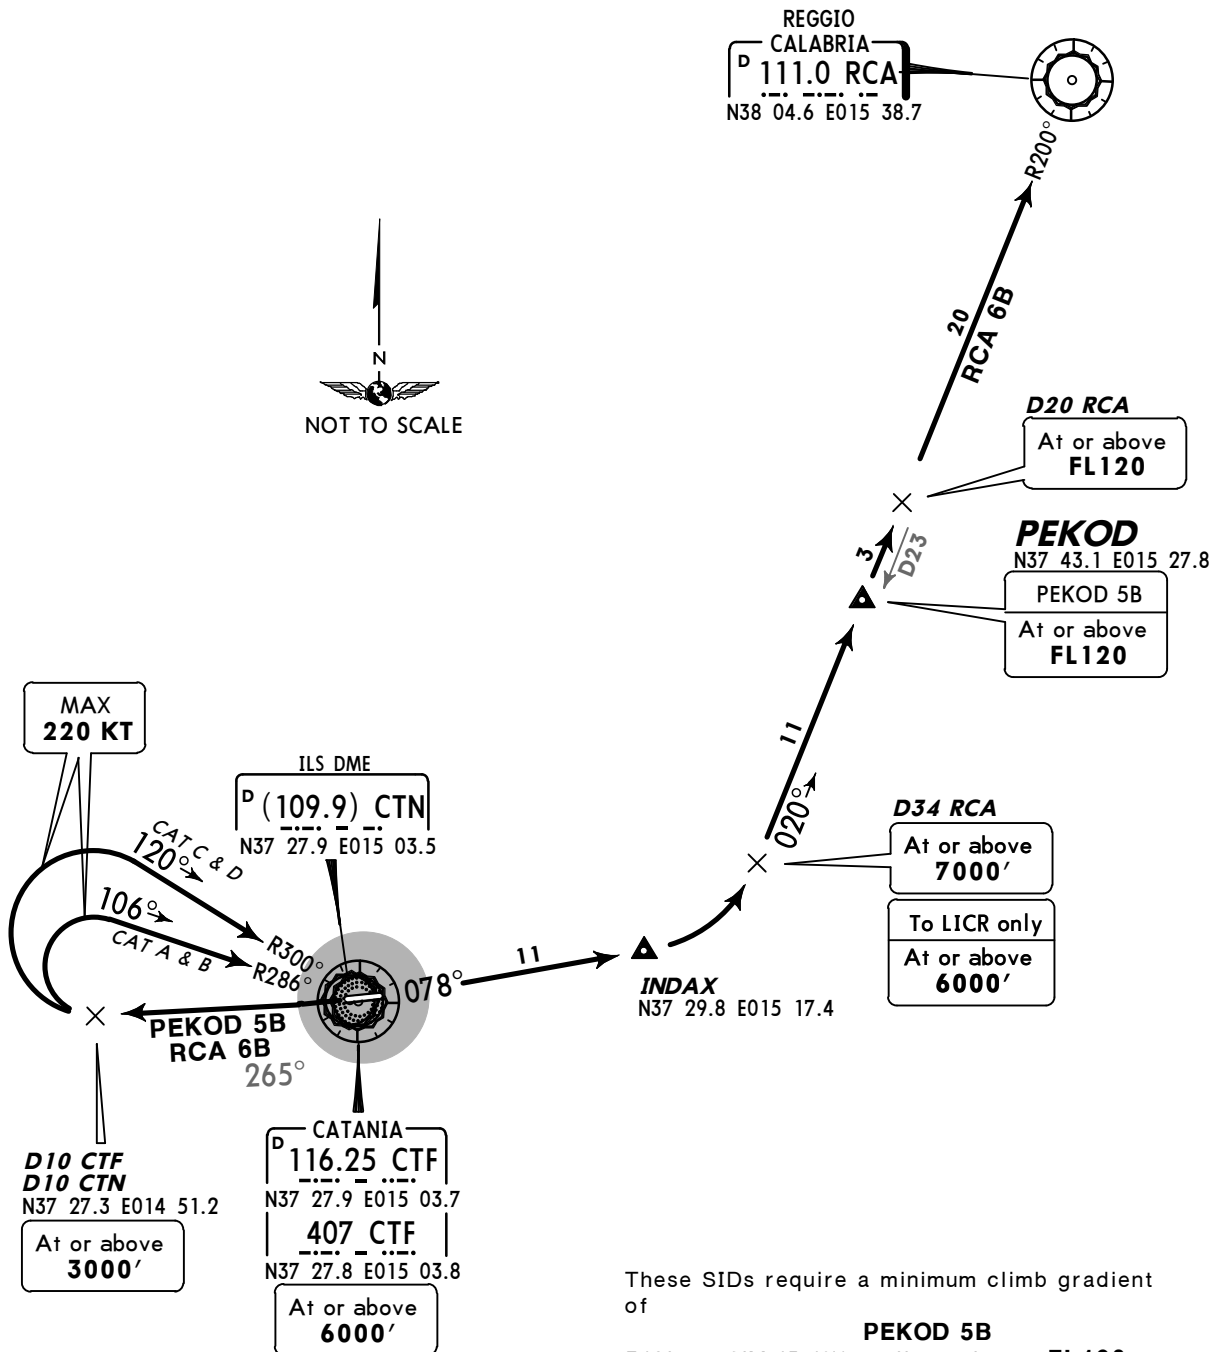 REGGIO
CALABRIA
D 111.0 RCA
N38 04.6 E015 38.7
R200°
20
RCA 6B
N
NOT TO SCALE
D20 RCA
At or above
FL120
PEKOD
N37 43.1 E015 27.8
PEKOD 5B
At or above
FL120
3
D23
11
020°
MAX
220 KT
ILS DME
D (109.9) CTN
N37 27.9 E015 03.5
CAT C & D
120°
106°
CAT A & B
R300°
R286°
078°
11
INDAX
N37 29.8 E015 17.4
D34 RCA
At or above
7000'
To LICR only
At or above
6000'
PEKOD 5B
RCA 6B
265°
D10 CTF
D10 CTN
N37 27.3 E014 51.2
At or above
3000'
CATANIA
D 116.25 CTF
N37 27.9 E015 03.7
407 CTF
N37 27.8 E015 03.8
At or above
6000'
These SIDs require a minimum climb gradient
of
PEKOD 5B